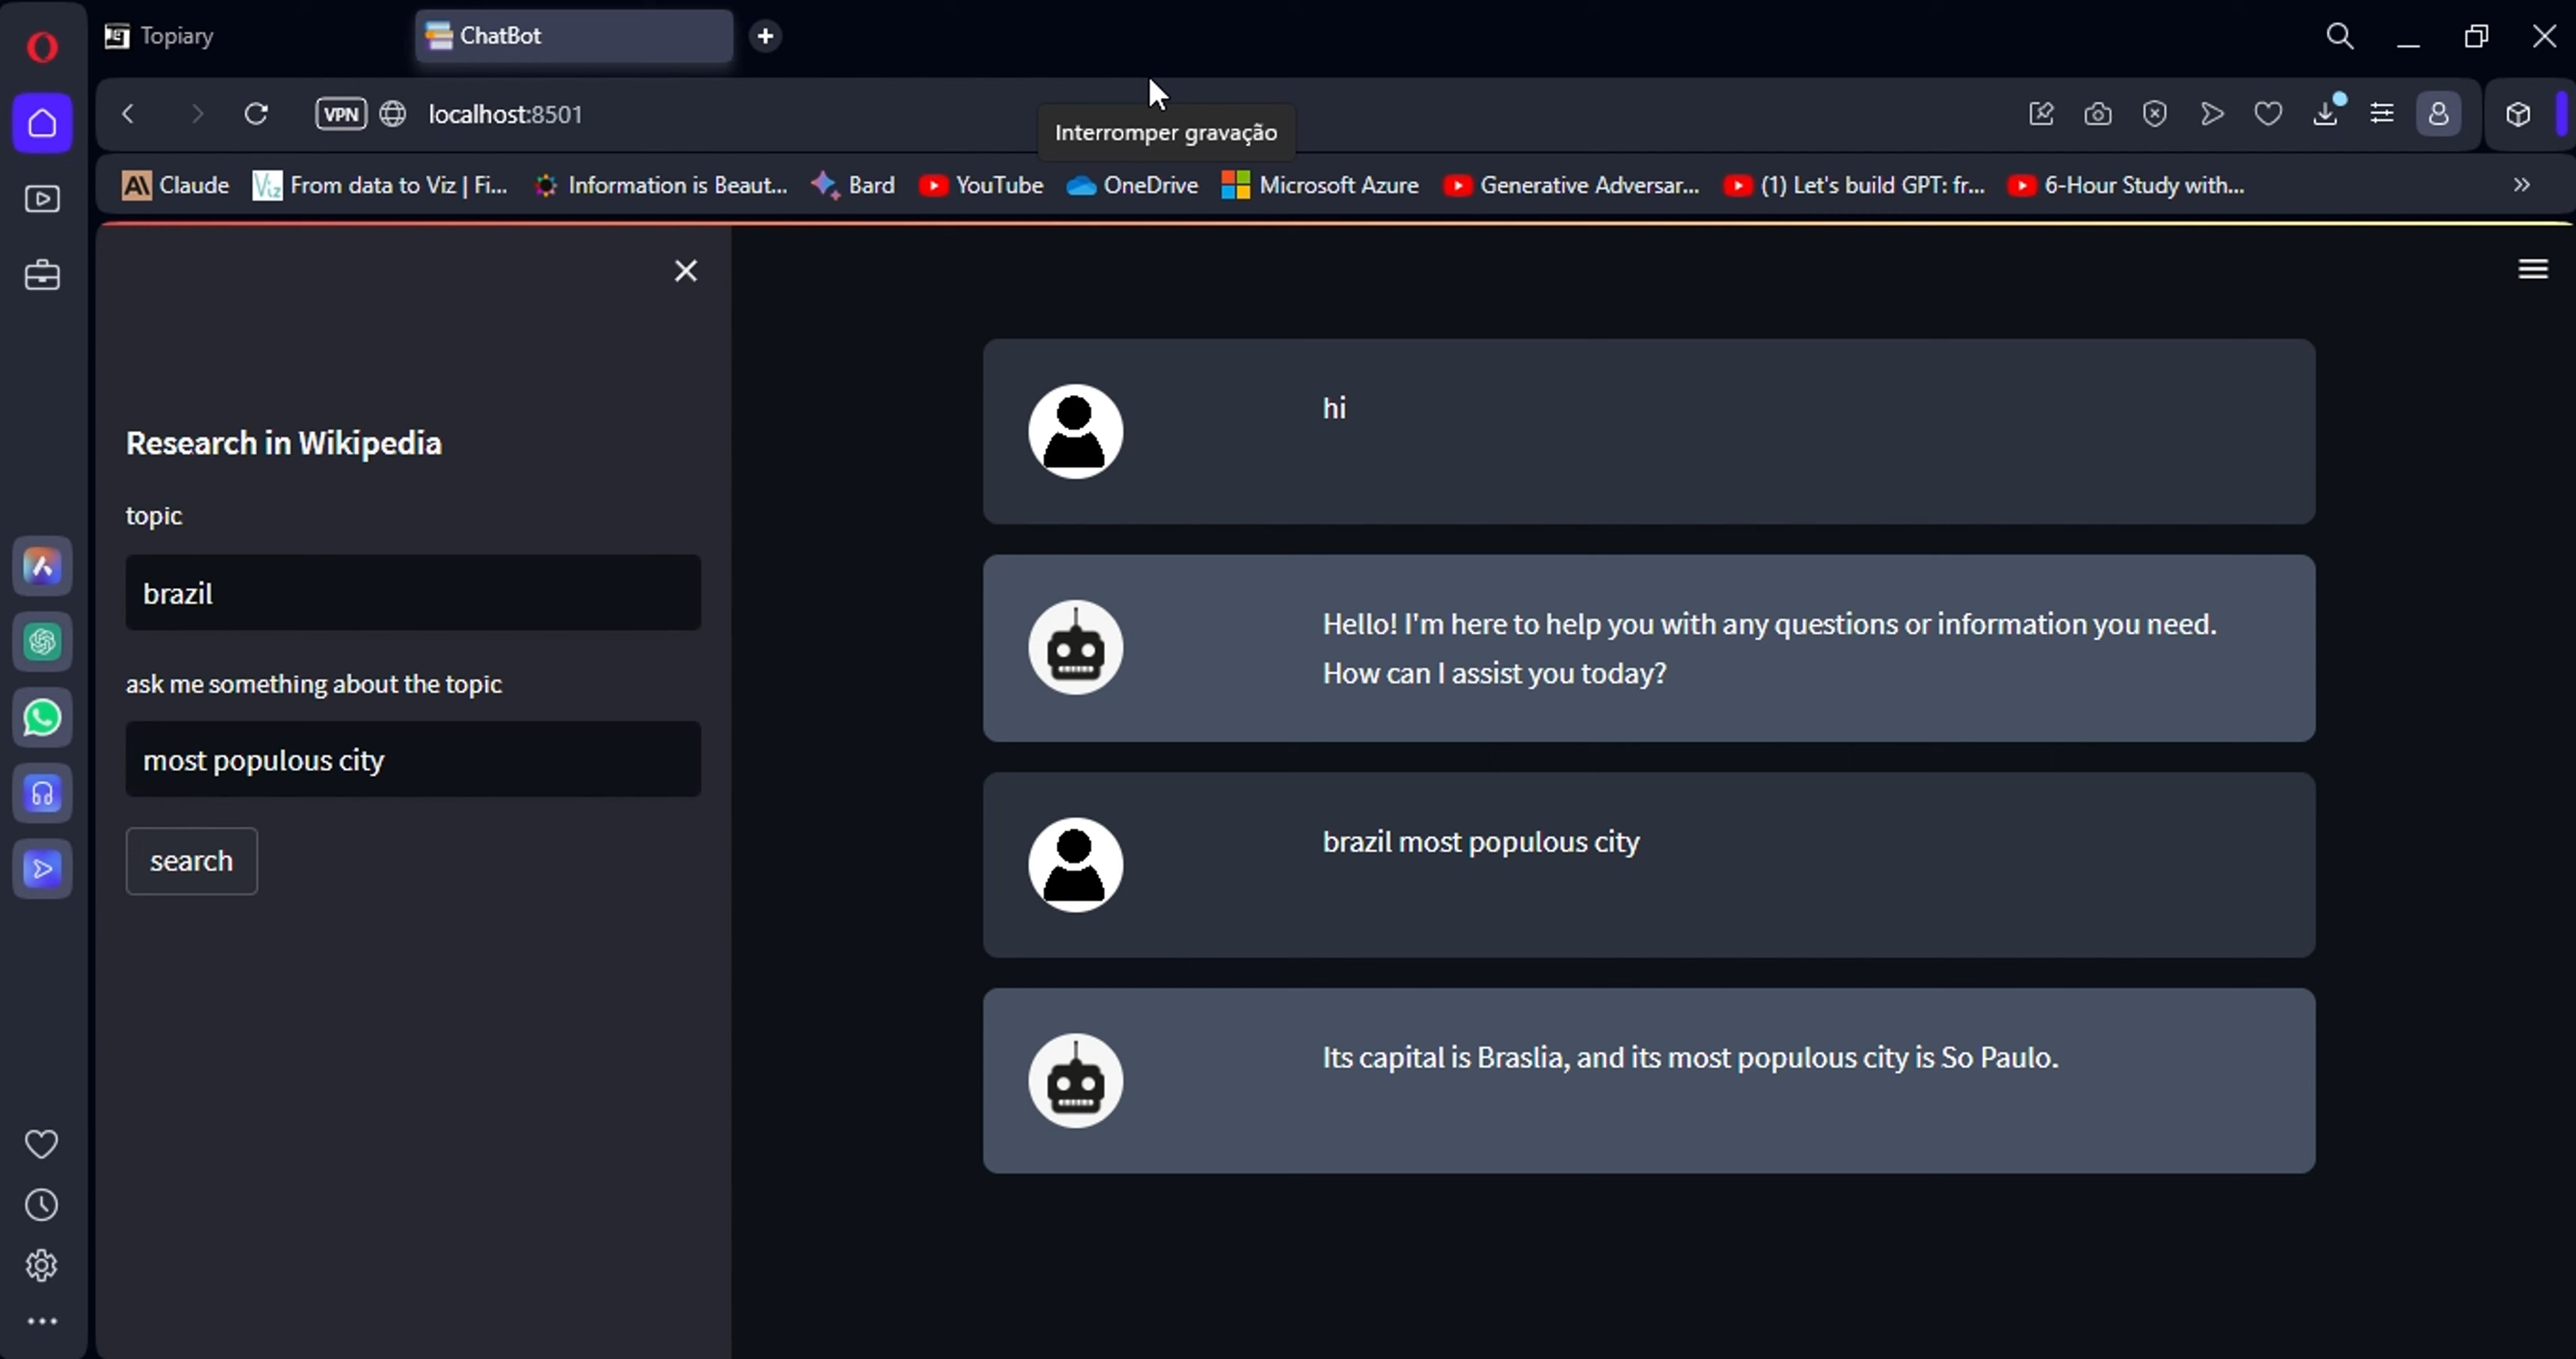 Topiary
ChatBot
VPN
localhost:8501
Interromper gravação
Claude
From data to Viz | Fi...
Information is Beaut...
Bard
YouTube
OneDrive
Microsoft Azure
Generative Adversar...
(1) Let's build GPT: fr...
6-Hour Study with...
Research in Wikipedia
topic
brazil
ask me something about the topic
most populous city
search
hi
Hello! I'm here to help you with any questions or information you need.
How can I assist you today?
brazil most populous city
Its capital is Braslia, and its most populous city is So Paulo.